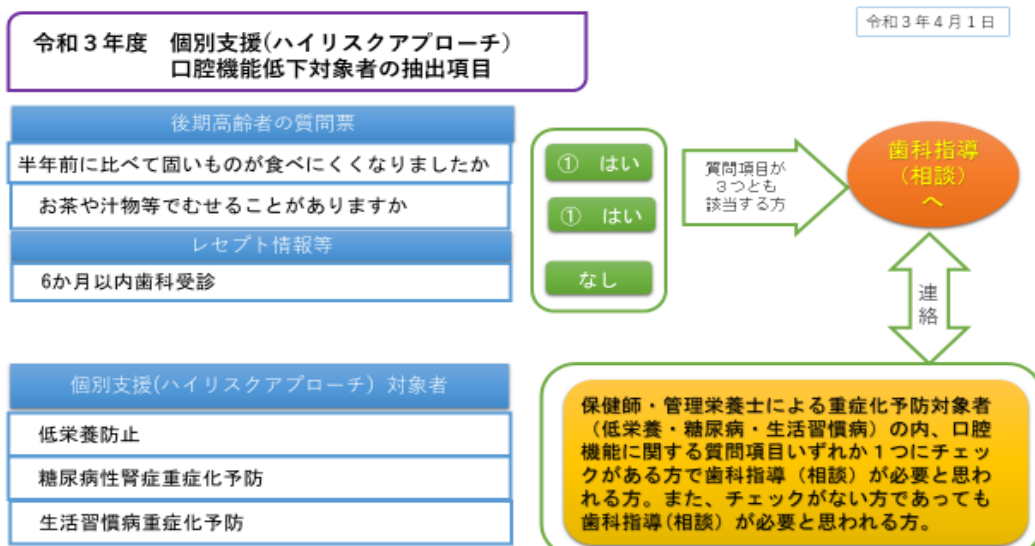 令和３年４月１日
令和３年度　個別支援(ハイリスクアプローチ)
口腔機能低下対象者の抽出項目
後期高齢者の質問票
半年前に比べて固いものが食べにくくなりましたか
① はい
お茶や汁物等でむせることがありますか
① はい
レセプト情報等
6か月以内歯科受診
なし
質問項目が
３つとも
該当する方
歯科指導
（相談）
へ
連
絡
個別支援(ハイリスクアプローチ）対象者
低栄養防止
糖尿病性腎症重症化予防
生活習慣病重症化予防
保健師・管理栄養士による重症化予防対象者
（低栄養・糖尿病・生活習慣病）の内、口腔
機能に関する質問項目いずれか１つにチェッ
クがある方で歯科指導（相談）が必要と思わ
れる方。また、チェックがない方であっても
歯科指導(相談）が必要と思われる方。